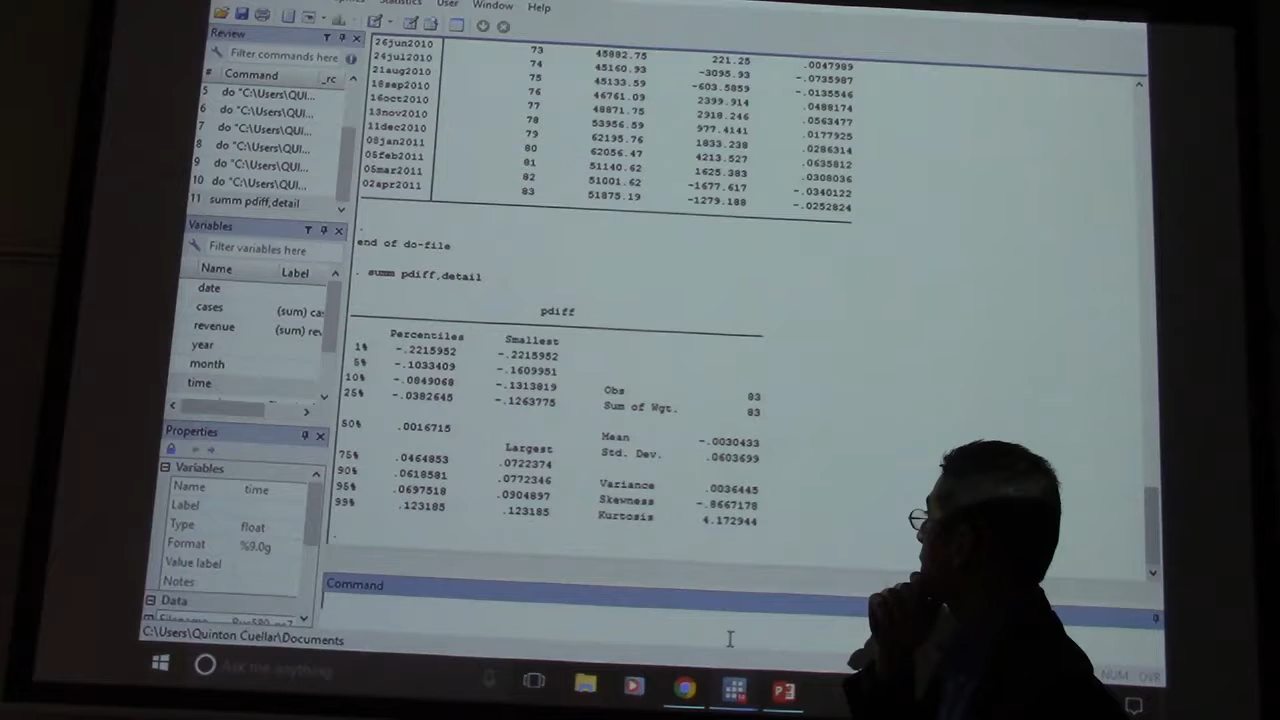 Statistics User Window Help
Review
Filter commands here
# Command _rc
5 do "C:\Users\QUI...
6 do "C:\Users\QUI...
7 do "C:\Users\QUI...
8 do "C:\Users\QUI...
9 do "C:\Users\QUI...
10 do "C:\Users\QUI...
11 summ pdiff,detail
Variables
Filter variables here
Name Label
date
cases (sum) ca
revenue (sum) re
year
month
time
Properties
Variables
Name time
Label
Type float
Format %9.0g
Value label
Notes
Data
26jun2010 73 45882.75 221.25 .0047989
24jul2010 74 45160.93 -3095.93 -.0735987
21aug2010 75 45133.59 -603.5859 -.0135546
18sep2010 76 46761.09 2399.914 .0488174
16oct2010 77 48871.75 2918.246 .0563477
13nov2010 78 53956.59 977.4141 .0177925
11dec2010 79 62195.76 1833.238 .0286314
08jan2011 80 62056.47 4213.527 .0635812
05feb2011 81 51140.62 1625.383 .0308036
05mar2011 82 51001.62 -1677.617 -.0340122
02apr2011 83 51875.19 -1279.188 -.0252824
.
end of do-file
. summ pdiff,detail
pdiff
Percentiles Smallest
1% -.2215952 -.2215952
5% -.1033409 -.1609951
10% -.0849068 -.1313819 Obs 83
25% -.0382645 -.1263775 Sum of Wgt. 83
50% .0016715 Mean -.0030433
Largest Std. Dev. .0603699
75% .0464853 .0722374
90% .0618581 .0772346 Variance .0036445
95% .0697518 .0904897 Skewness -.8667178
99% .123185 .123185 Kurtosis 4.172944
.
Command
C:\Users\Quinton Cuellar\Documents
NUM OVR
Ask me anything